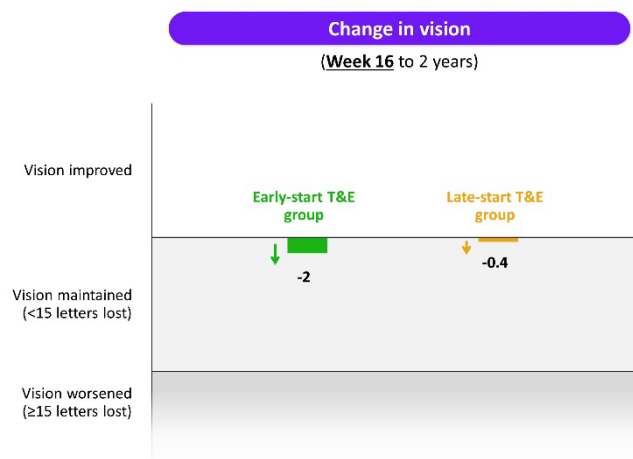 Change in vision
(Week 16 to 2 years)
Vision improved
Early-start T&E
group
Late-start T&E
group
-2
-0.4
Vision maintained
(<15 letters lost)
Vision worsened
(≥15 letters lost)